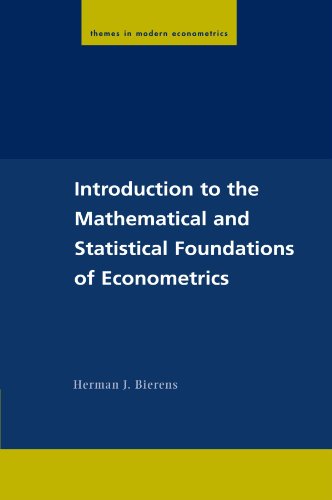 themes in modern econometrics
Introduction to the
Mathematical and
Statistical Foundations
of Econometrics
Herman J. Bierens